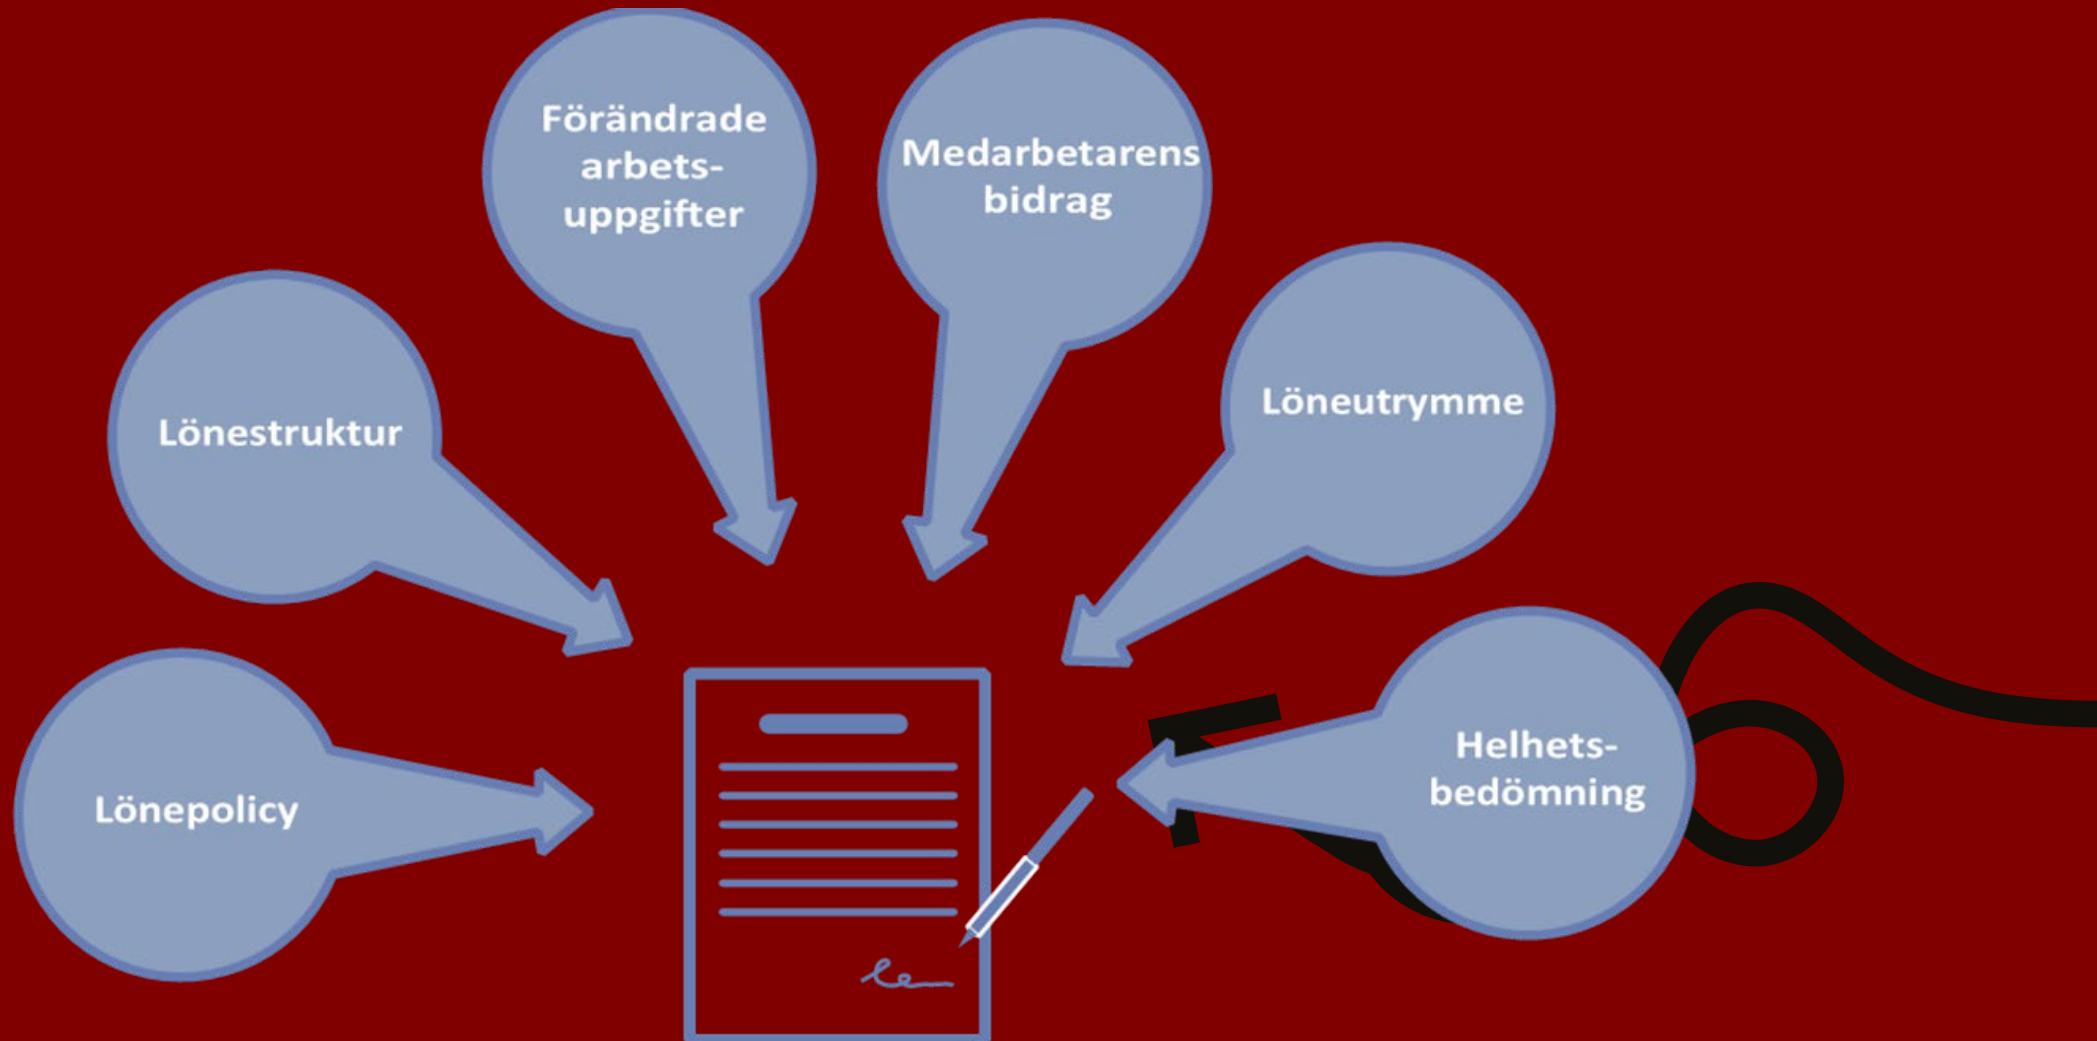 Förändrade
arbets-
uppgifter
Medarbetarens
bidrag
Lönestruktur
Löneutrymme
Lönepolicy
Helhets-
bedömning